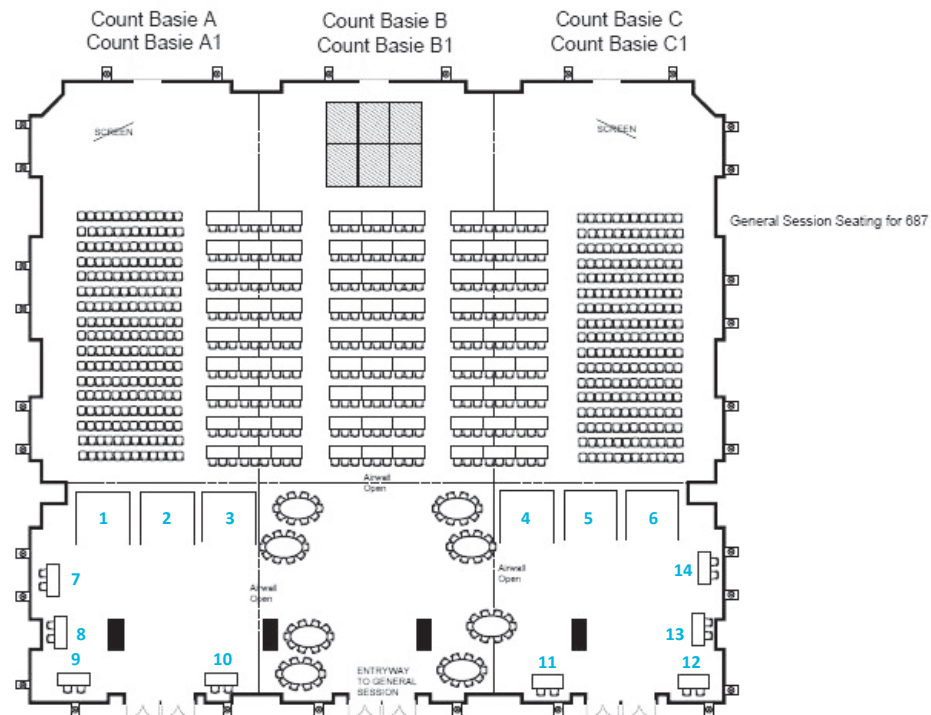 Count Basie A
Count Basie A1
Count Basie B
Count Basie B1
Count Basie C
Count Basie C1
SCREEN
SCREEN
General Session Seating for 687
Airwall
Open
1
2
3
4
5
6
7
8
9
10
Airwall
Open
Airwall
Open
14
13
12
11
ENTRYWAY
TO GENERAL
SESSION